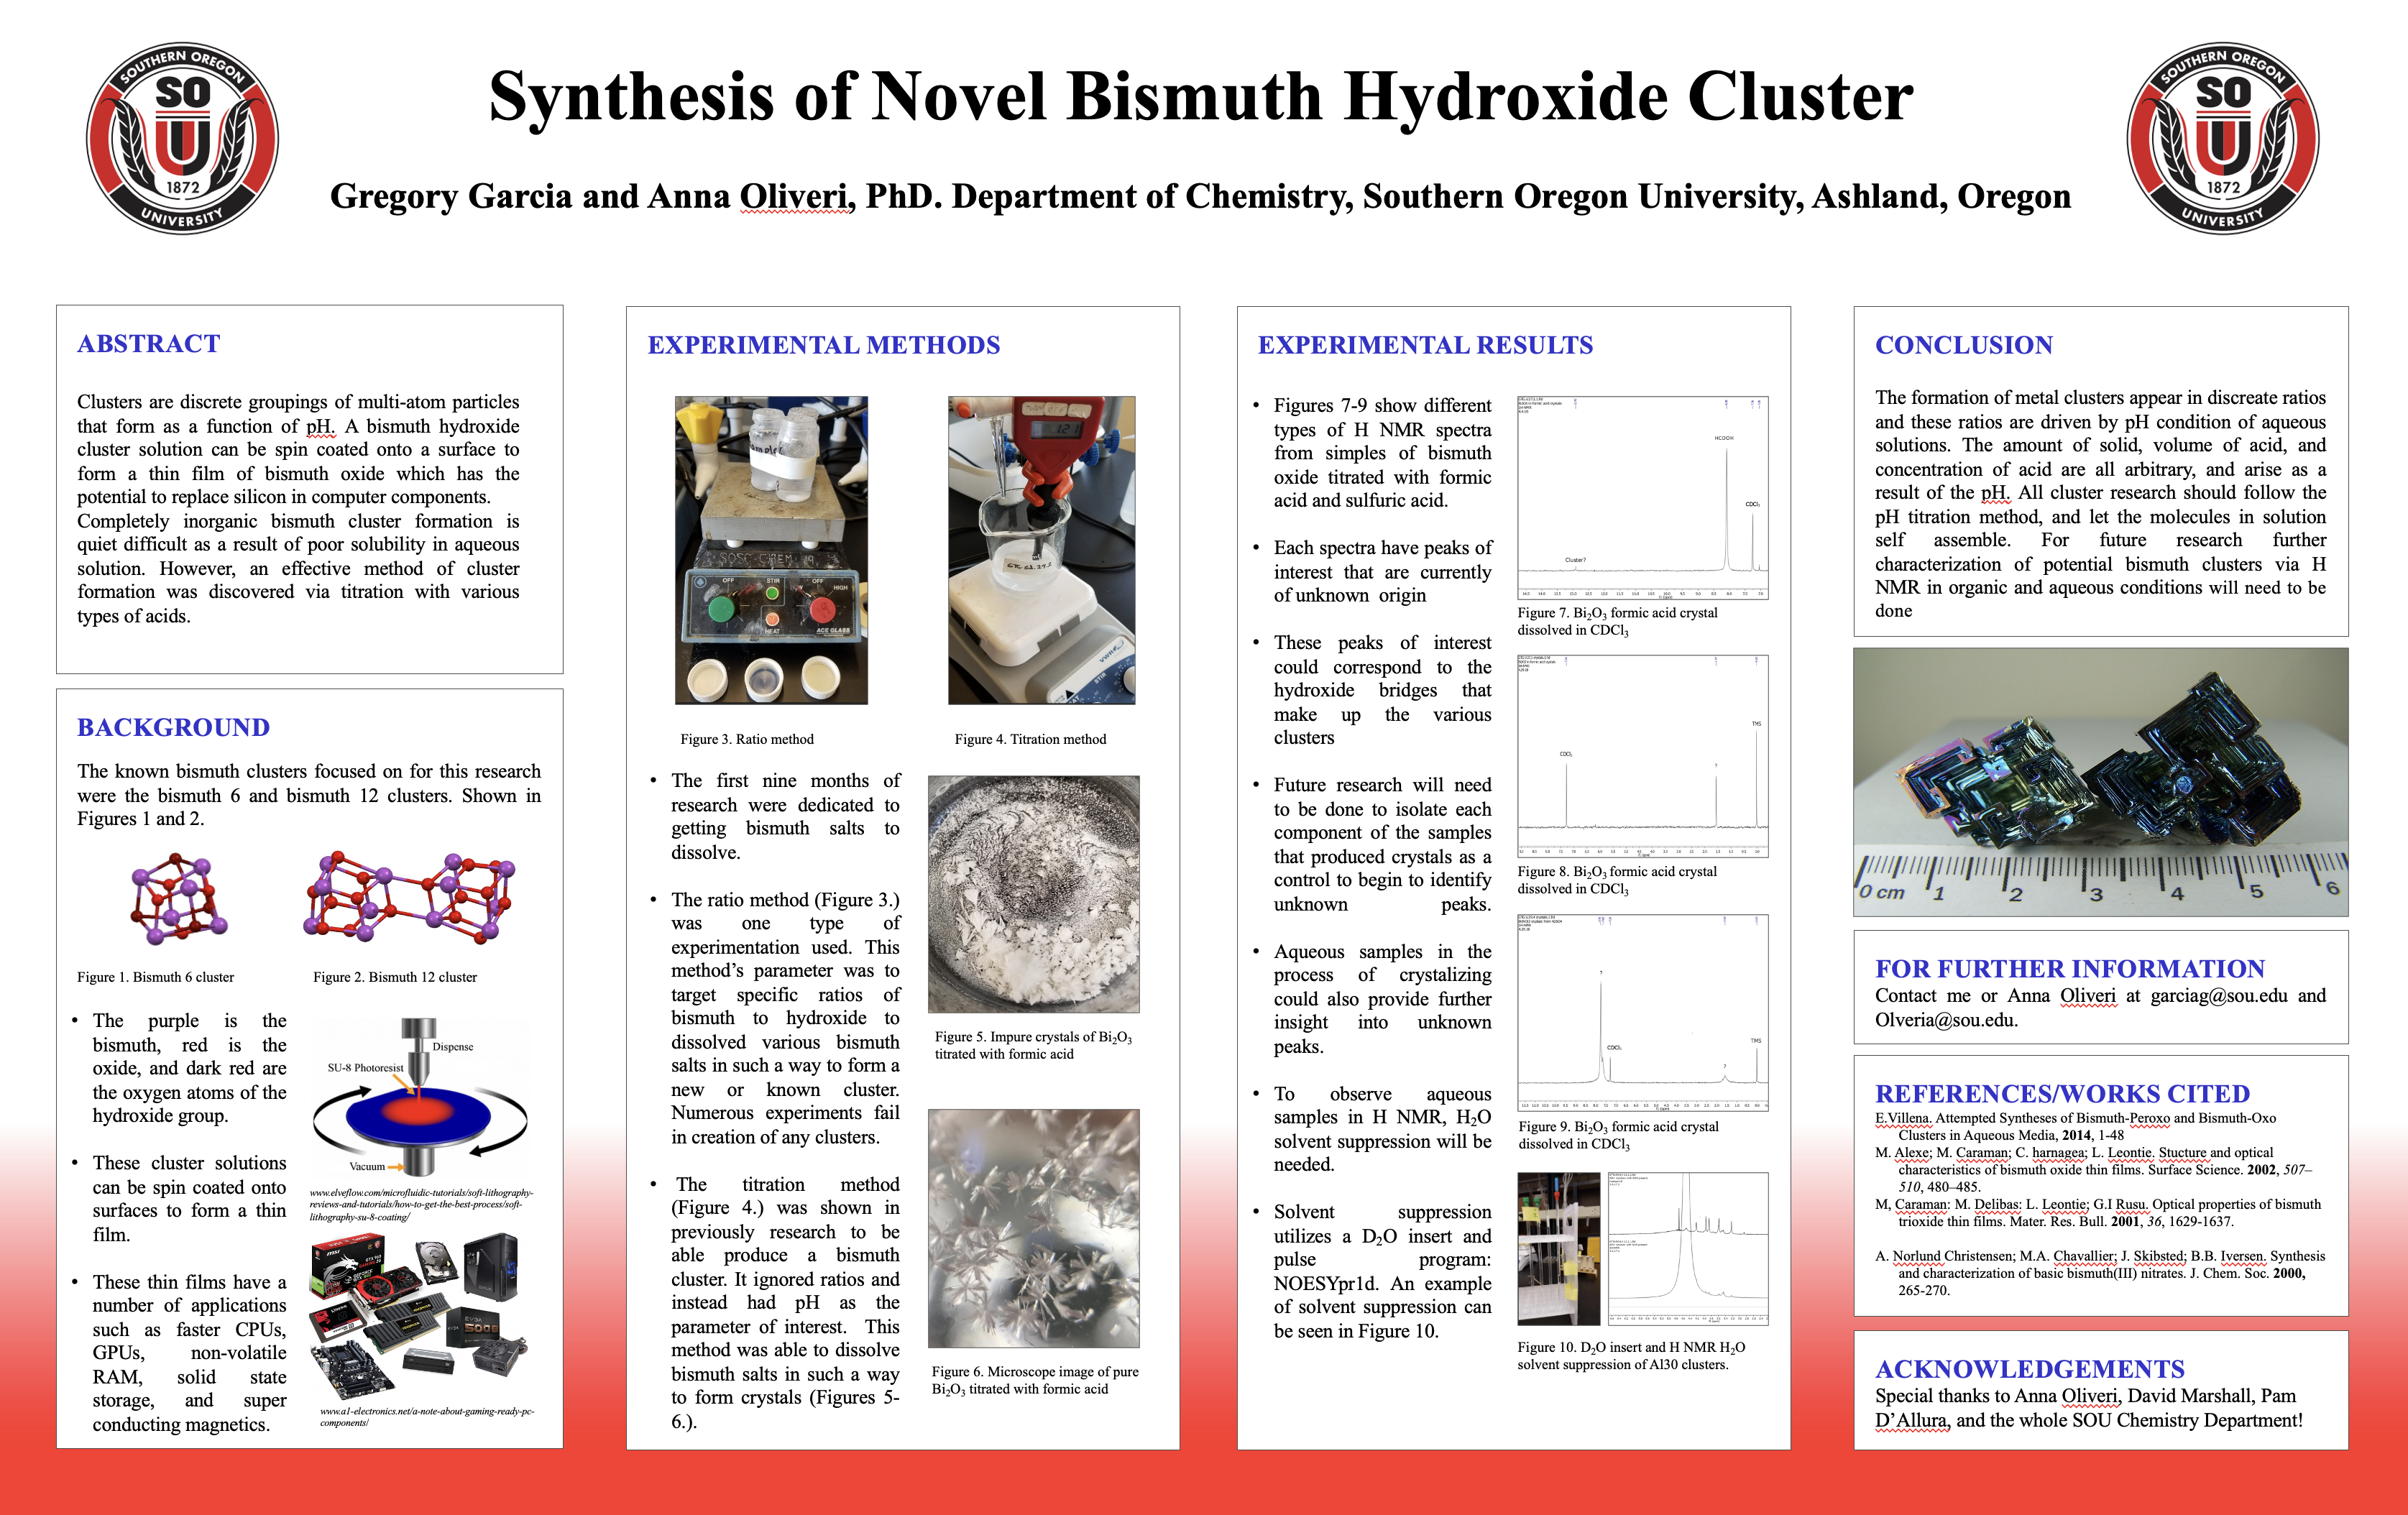 SOUTHERN OREGON
SO
U
1872
UNIVERSITY
Synthesis of Novel Bismuth Hydroxide Cluster
Gregory Garcia and Anna Oliveri, PhD. Department of Chemistry, Southern Oregon University, Ashland, Oregon
SOUTHERN OREGON
SO
U
1872
UNIVERSITY
ABSTRACT
Clusters are discrete groupings of multi-atom particles
that form as a function of pH. A bismuth hydroxide
cluster solution can be spin coated onto a surface to
form a thin film of bismuth oxide which has the
potential to replace silicon in computer components.
Completely inorganic bismuth cluster formation is
quiet difficult as a result of poor solubility in aqueous
solution. However, an effective method of cluster
formation was discovered via titration with various
types of acids.
BACKGROUND
The known bismuth clusters focused on for this research
were the bismuth 6 and bismuth 12 clusters. Shown in
Figures 1 and 2.
Figure 1. Bismuth 6 cluster
Figure 2. Bismuth 12 cluster
• The purple is the
bismuth, red is the
oxide, and dark red are
the oxygen atoms of the
hydroxide group.
• These cluster solutions
can be spin coated onto
surfaces to form a thin
film.
• These thin films have a
number of applications
such as faster CPUs,
GPUs, non-volatile
RAM, solid state
storage, and super
conducting magnetics.
Dispense
SU-8 Photoresist
Vacuum
www.elveflow.com/microfluidic-tutorials/soft-lithography-
reviews-and-tutorials/how-to-get-the-best-process/soft-
lithography-su-8-coating/
www.a1-electronics.net/a-note-about-gaming-ready-pc-
components/
EXPERIMENTAL METHODS
SOSC CHEM 19
OFF
STIR
OFF
HIGH
HEAT
ACE GLASS
121
VWR
STIR
Figure 3. Ratio method
Figure 4. Titration method
• The first nine months of
research were dedicated to
getting bismuth salts to
dissolve.
• The ratio method (Figure 3.)
was one type of
experimentation used. This
method's parameter was to
target specific ratios of
bismuth to hydroxide to
dissolved various bismuth
salts in such a way to form a
new or known cluster.
Numerous experiments fail
in creation of any clusters.
• The titration method
(Figure 4.) was shown in
previously research to be
able produce a bismuth
cluster. It ignored ratios and
instead had pH as the
parameter of interest. This
method was able to dissolve
bismuth salts in such a way
to form crystals (Figures 5-
6.).
Figure 5. Impure crystals of Bi₂O₃
titrated with formic acid
Figure 6. Microscope image of pure
Bi₂O₃ titrated with formic acid
EXPERIMENTAL RESULTS
• Figures 7-9 show different
types of H NMR spectra
from simples of bismuth
oxide titrated with formic
acid and sulfuric acid.
• Each spectra have peaks of
interest that are currently
of unknown origin
• These peaks of interest
could correspond to the
hydroxide bridges that
make up the various
clusters
• Future research will need
to be done to isolate each
component of the samples
that produced crystals as a
control to begin to identify
unknown peaks.
• Aqueous samples in the
process of crystalizing
could also provide further
insight into unknown
peaks.
• To observe aqueous
samples in H NMR, H₂O
solvent suppression will be
needed.
• Solvent suppression
utilizes a D₂O insert and
pulse program:
NOESYpr1d. An example
of solvent suppression can
be seen in Figure 10.
HCOOH
CDCl₃
Cluster?
Figure 7. Bi₂O₃ formic acid crystal
dissolved in CDCl₃
TMS
CDCl₃
?
Figure 8. Bi₂O₃ formic acid crystal
dissolved in CDCl₃
?
CDCl₃
TMS
?
Figure 9. Bi₂O₃ formic acid crystal
dissolved in CDCl₃
Figure 10. D₂O insert and H NMR H₂O
solvent suppression of Al30 clusters.
CONCLUSION
The formation of metal clusters appear in discreate ratios
and these ratios are driven by pH condition of aqueous
solutions. The amount of solid, volume of acid, and
concentration of acid are all arbitrary, and arise as a
result of the pH. All cluster research should follow the
pH titration method, and let the molecules in solution
self assemble. For future research further
characterization of potential bismuth clusters via H
NMR in organic and aqueous conditions will need to be
done
0 cm 1 2 3 4 5 6
FOR FURTHER INFORMATION
Contact me or Anna Oliveri at garciag@sou.edu and
Olveria@sou.edu.
REFERENCES/WORKS CITED
E.Villena. Attempted Syntheses of Bismuth-Peroxo and Bismuth-Oxo
Clusters in Aqueous Media, 2014, 1-48
M. Alexe; M. Caraman; C. harnagea; L. Leontie. Stucture and optical
characteristics of bismuth oxide thin films. Surface Science. 2002, 507–
510, 480–485.
M, Caraman: M. Delibas: L. Leontie; G.I Rusu. Optical properties of bismuth
trioxide thin films. Mater. Res. Bull. 2001, 36, 1629-1637.
A. Norlund Christensen; M.A. Chavallier; J. Skibsted; B.B. Iversen. Synthesis
and characterization of basic bismuth(III) nitrates. J. Chem. Soc. 2000,
265-270.
ACKNOWLEDGEMENTS
Special thanks to Anna Oliveri, David Marshall, Pam
D'Allura, and the whole SOU Chemistry Department!